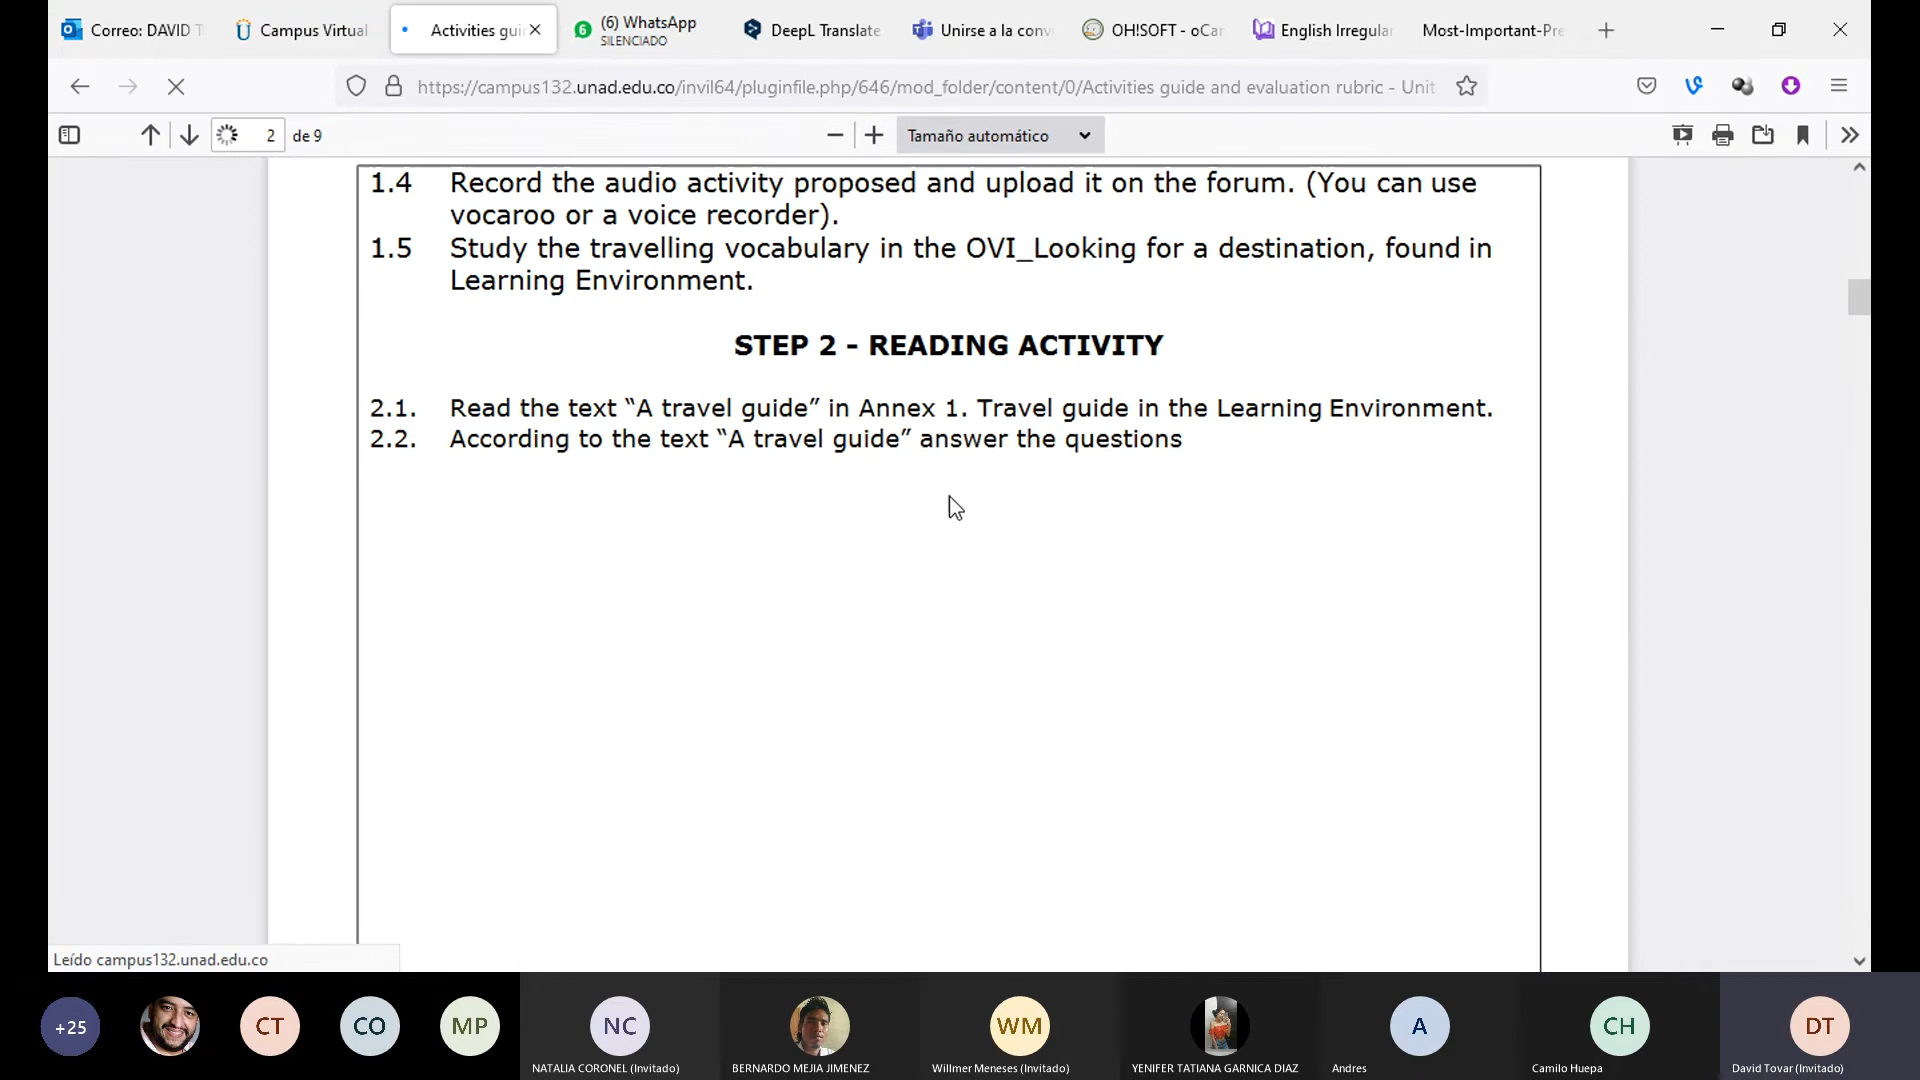 Correo: DAVID T
Campus Virtual
Activities gui
(6) WhatsApp
SILENCIADO
DeepL Translate
Unirse a la conv
OH!SOFT - oCar
English Irregular
Most-Important-Pre
https://campus132.unad.edu.co/invil64/pluginfile.php/646/mod_folder/content/0/Activities guide and evaluation rubric - Unit
2 de 9
Tamaño automático
1.4 Record the audio activity proposed and upload it on the forum. (You can use
vocaroo or a voice recorder).
1.5 Study the travelling vocabulary in the OVI_Looking for a destination, found in
Learning Environment.
STEP 2 - READING ACTIVITY
2.1. Read the text “A travel guide” in Annex 1. Travel guide in the Learning Environment.
2.2. According to the text “A travel guide” answer the questions
Leído campus132.unad.edu.co
+25
CT
CO
MP
NC
WM
A
CH
DT
NATALIA CORONEL (Invitado)
BERNARDO MEJIA JIMENEZ
Willmer Meneses (Invitado)
YENIFER TATIANA GARNICA DIAZ
Andres
Camilo Huepa
David Tovar (Invitado)